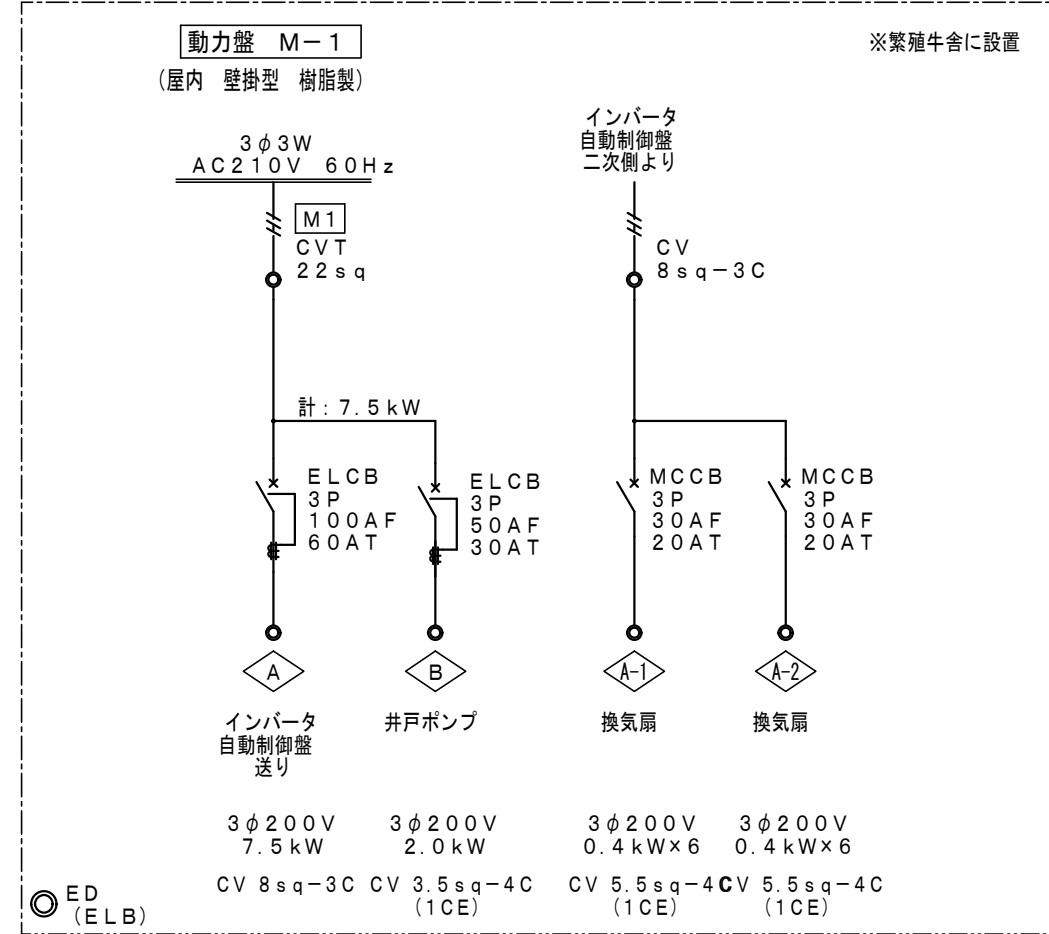 動力盤 M-1
※繁殖牛舎に設置
(屋内 壁掛型 樹脂製)
3φ3W
AC210V 60Hz
M1
CVT
22sq
インバータ
自動制御盤
二次側より
CV
8sq-3C
計:7.5kW
ELCB
3P
100AF
60AT
ELCB
3P
50AF
30AT
MCCB
3P
30AF
20AT
MCCB
3P
30AF
20AT
A
B
A-1
A-2
インバータ
自動制御盤
送り
井戸ポンプ
換気扇
換気扇
3φ200V
7.5kW
3φ200V
2.0kW
3φ200V
0.4kW×6
3φ200V
0.4kW×6
CV 8sq-3C
CV 3.5sq-4C
(1CE)
CV 5.5sq-4C
(1CE)
CV 5.5sq-4C
(1CE)
ED
(ELB)